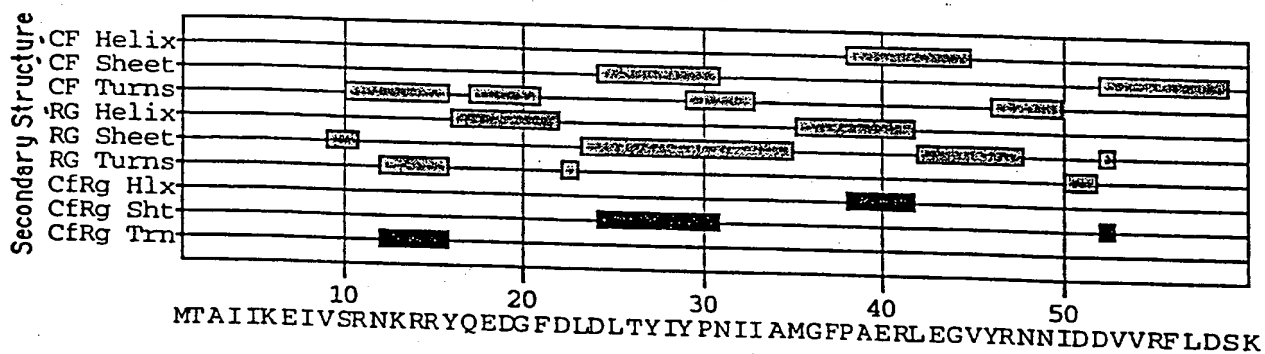 Secondary Structure
CF Helix
CF Sheet
CF Turns
RG Helix
RG Sheet
RG Turns
CfRg Hlx
CfRg Sht
CfRg Trn
10 20 30 40 50
MTAIIKEIVSRNKRRYQEDGFDLDLTYIYPNIIAMGFPAERLEGVYRNNIDDVVRFLDSK